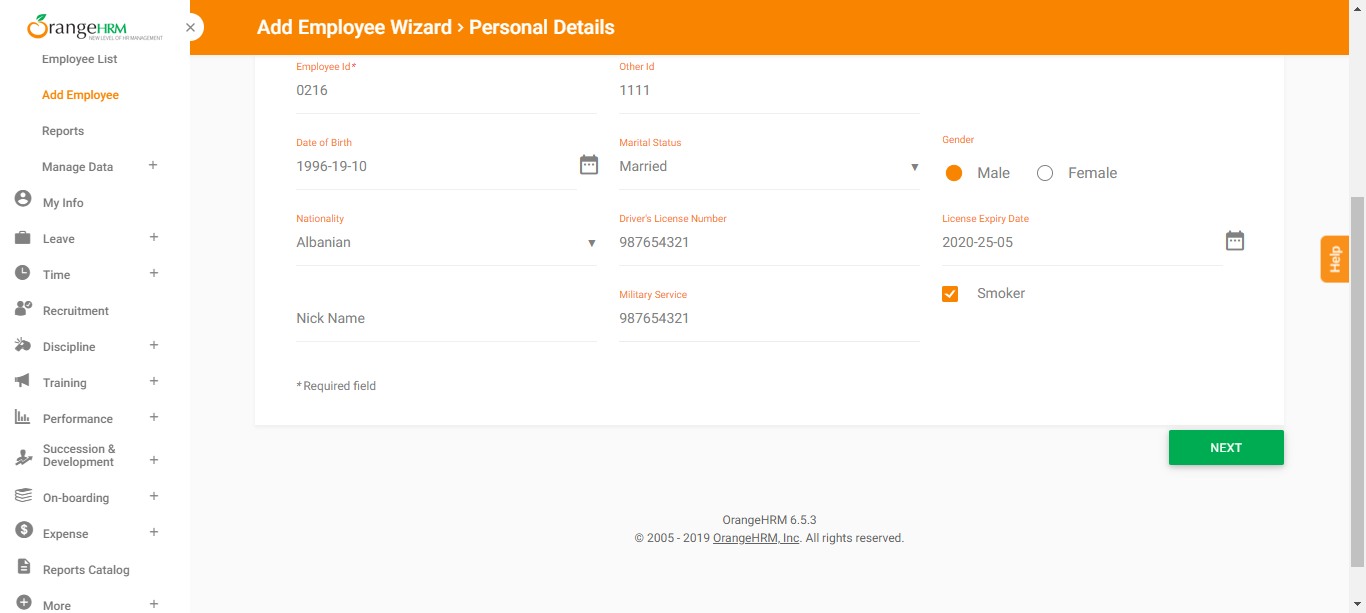 OrangeHRM
NEW LEVEL OF HR MANAGEMENT
Employee List
Add Employee
Reports
Manage Data +
My Info
Leave +
Time +
Recruitment
Discipline +
Training +
Performance +
Succession &
Development +
On-boarding +
Expense +
Reports Catalog
More +
Add Employee Wizard › Personal Details
Employee Id* Other Id
0216 1111
Date of Birth Marital Status Gender
1996-19-10 Married Male Female
Nationality Driver's License Number License Expiry Date
Albanian 987654321 2020-25-05
Military Service Smoker
Nick Name 987654321
* Required field
NEXT
Help
OrangeHRM 6.5.3
© 2005 - 2019 OrangeHRM, Inc. All rights reserved.